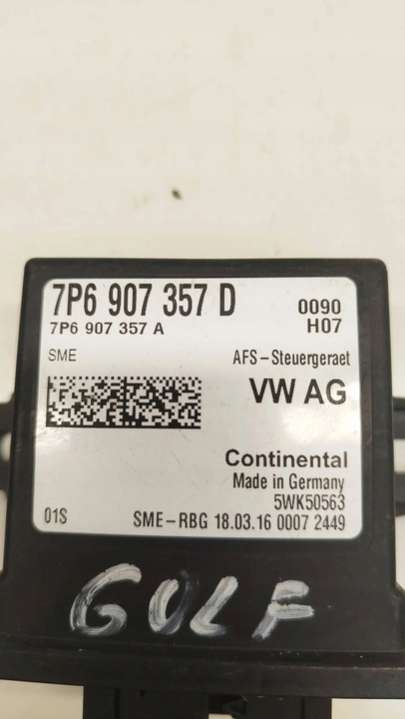 7P6 907 357 D 0090
7P6 907 357 A H07
SME AFS-Steuergeraet
VW AG
Continental
Made in Germany
5WK50563
01S SME-RBG 18.03.16 0007 2449
GOLF